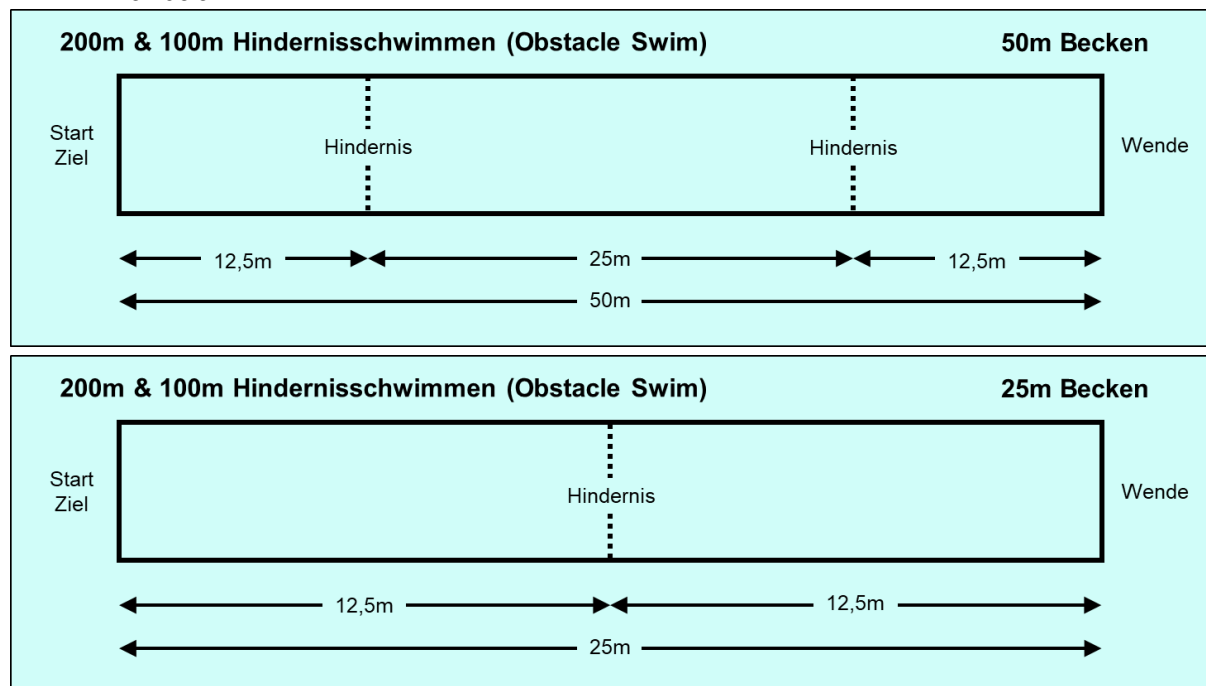 200m & 100m Hindernisschwimmen (Obstacle Swim) 50m Becken
Start
Ziel
Hindernis
Hindernis
Wende
12,5m
25m
12,5m
50m
200m & 100m Hindernisschwimmen (Obstacle Swim) 25m Becken
Start
Ziel
Hindernis
Wende
12,5m
12,5m
25m